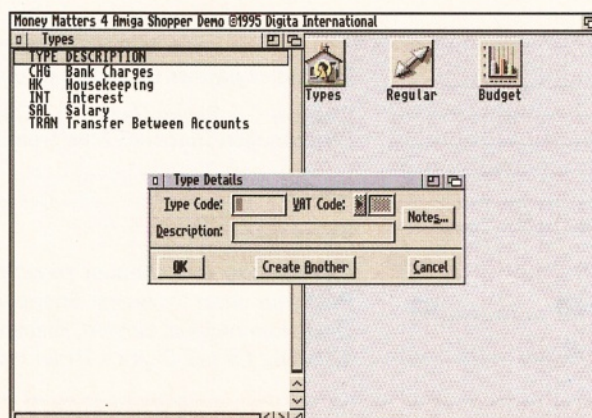 Money Matters 4 Amiga Shopper Demo ©1995 Digita International
Types
TYPE DESCRIPTION
CHG Bank Charges
HK Housekeeping
INT Interest
SAL Salary
TRAN Transfer Between Accounts
Types Regular Budget
Type Details
Type Code: VAT Code: Notes...
Description:
OK Create Another Cancel